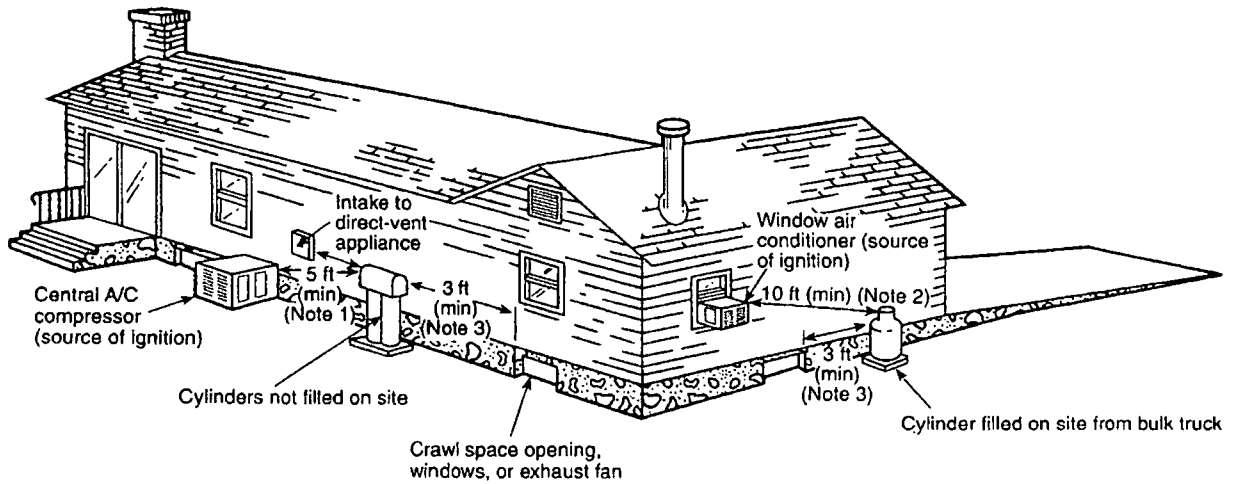 Intake to
direct-vent
appliance
Window air
conditioner (source
of ignition)
5 ft
(min)
(Note 1)
3 ft
(min)
(Note 3)
10 ft (min) (Note 2)
Central A/C
compressor
(source of ignition)
3 ft
(min)
(Note 3)
Cylinders not filled on site
Cylinder filled on site from bulk truck
Crawl space opening,
windows, or exhaust fan